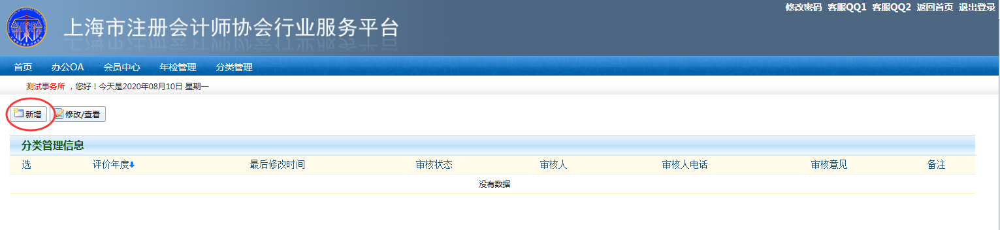 修改密码 客服QQ1 客服QQ2 返回首页 退出登录
上海市注册会计师协会行业服务平台
首页 办公OA 会员中心 年检管理 分类管理
测试事务所 ，您好！今天是2020年08月10日 星期一
新增 修改/查看
分类管理信息
选 评价年度 最后修改时间 审核状态 审核人 审核人电话 审核意见 备注
没有数据